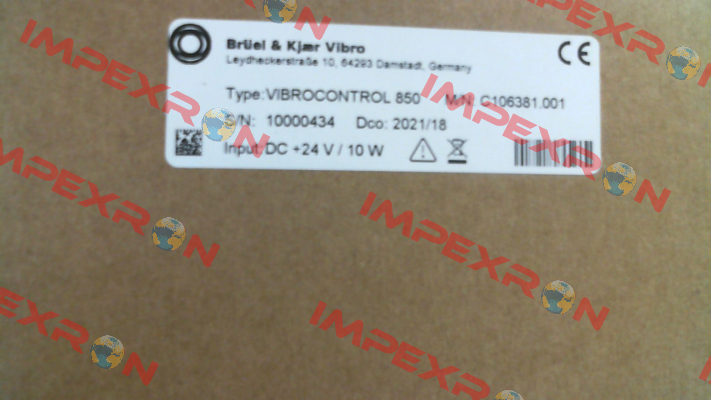 Brüel & Kjær Vibro
Leydheckerstraße 10, 64293 Damstadt, Germany
Type:VIBROCONTROL 850 M/N: C106381.001
S/N: 10000434 Dco: 2021/18
Input: DC +24 V / 10 W
CE
IMPEXRON
IMPEXRON
IMPEXRON
IMPEXRON
IMPEXRON
IMPEXRON